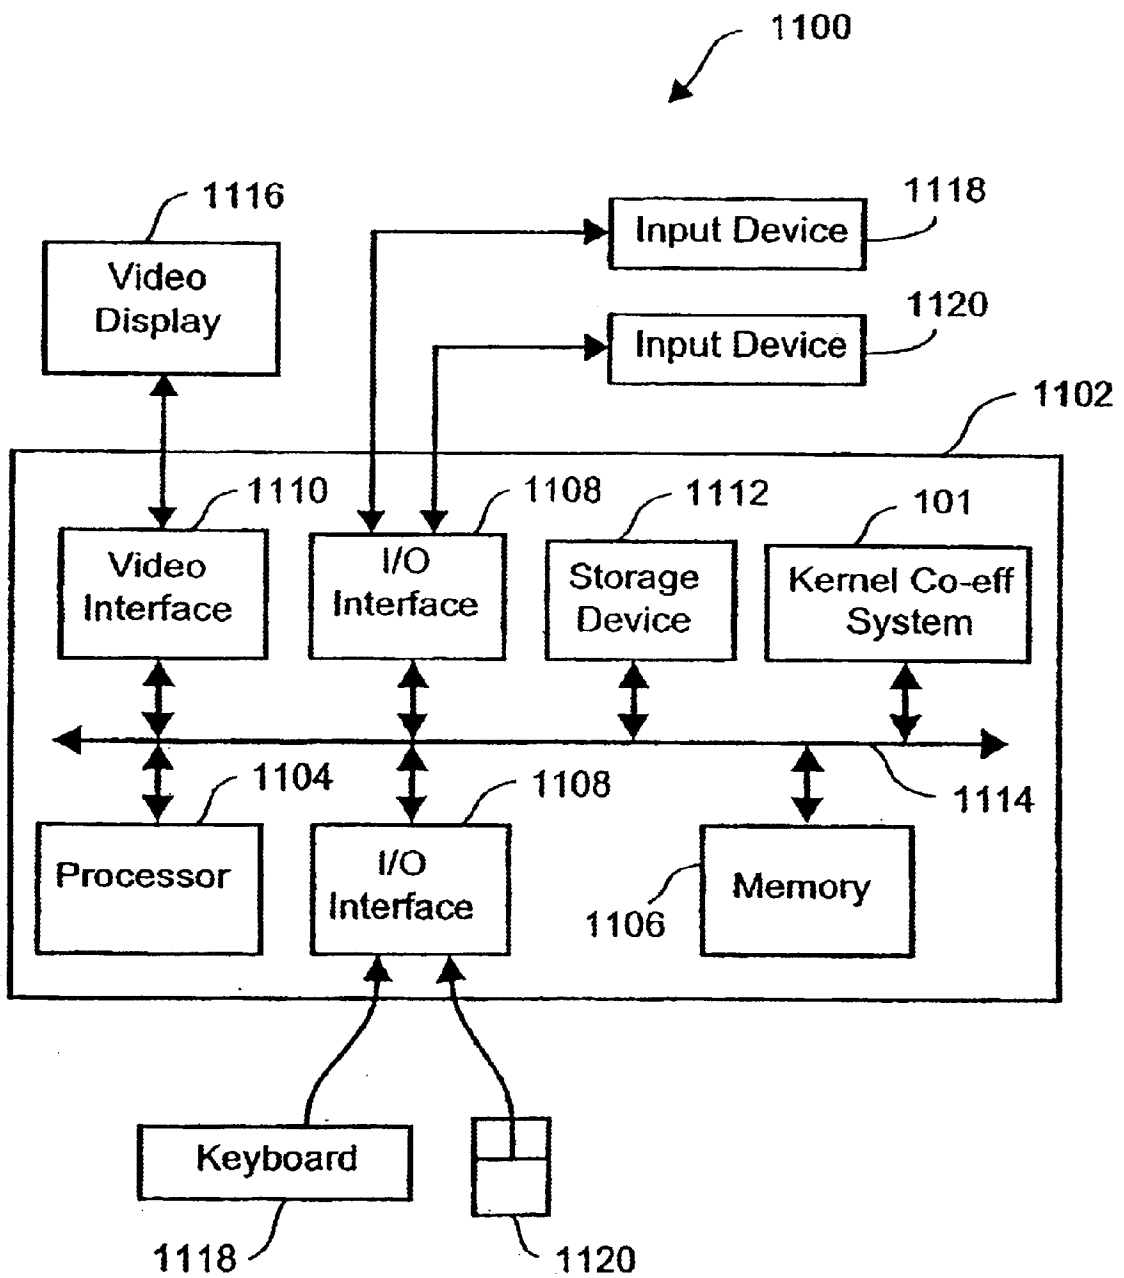 1100
1116
1118
Video
Display
Input Device
1120
Input Device
1102
1110
1108
1112
101
Video
Interface
I/O
Interface
Storage
Device
Kernel Co-eff
System
1104
1108
1114
Processor
I/O
Interface
1106
Memory
Keyboard
1118
1120